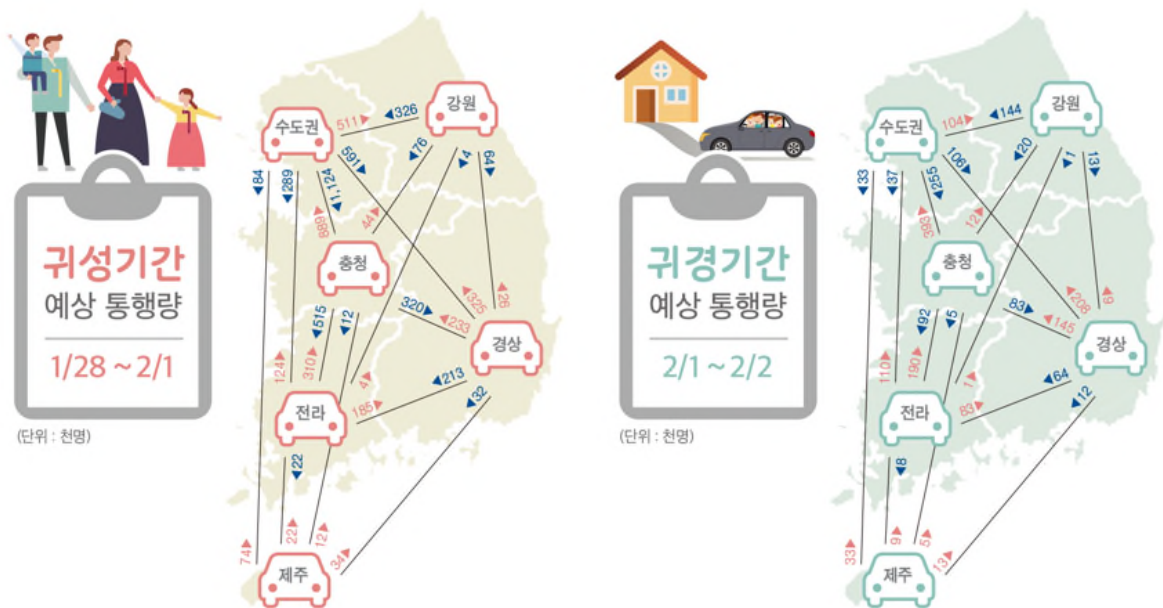 귀성기간
예상 통행량
1/28 ~ 2/1
(단위 : 천명)
수도권
강원
충청
경상
전라
제주
511▶
◀326
591▶
◀76
◀4
649▶
◀84
◀289
◀1,124
889▶
44▶
◀325
◀26
320▶
◀233
◀515
◀12
124▶
310▶
4▶
185▶
◀213
◀32
◀22
74▶
22▶
12▶
34▶
귀경기간
예상 통행량
2/1 ~ 2/2
(단위 : 천명)
수도권
강원
충청
경상
전라
제주
104▶
◀144
106▶
◀20
◀1
13▶
◀33
◀37
◀255
393▶
12▶
◀208
◀9
83▶
◀145
◀92
◀5
110▶
190▶
1▶
83▶
◀64
◀12
◀8
33▶
9▶
5▶
13▶